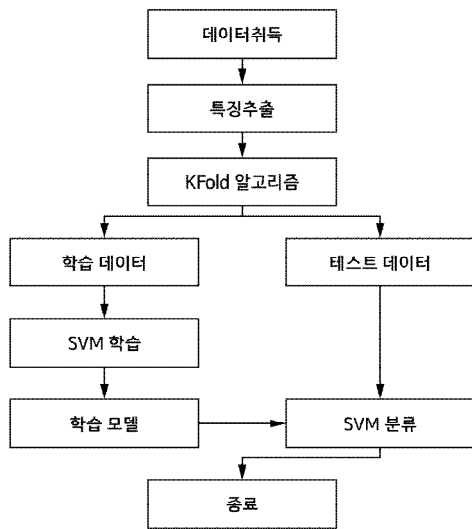 데이터취득
특징추출
KFold 알고리즘
학습 데이터
테스트 데이터
SVM 학습
학습 모델
SVM 분류
종료